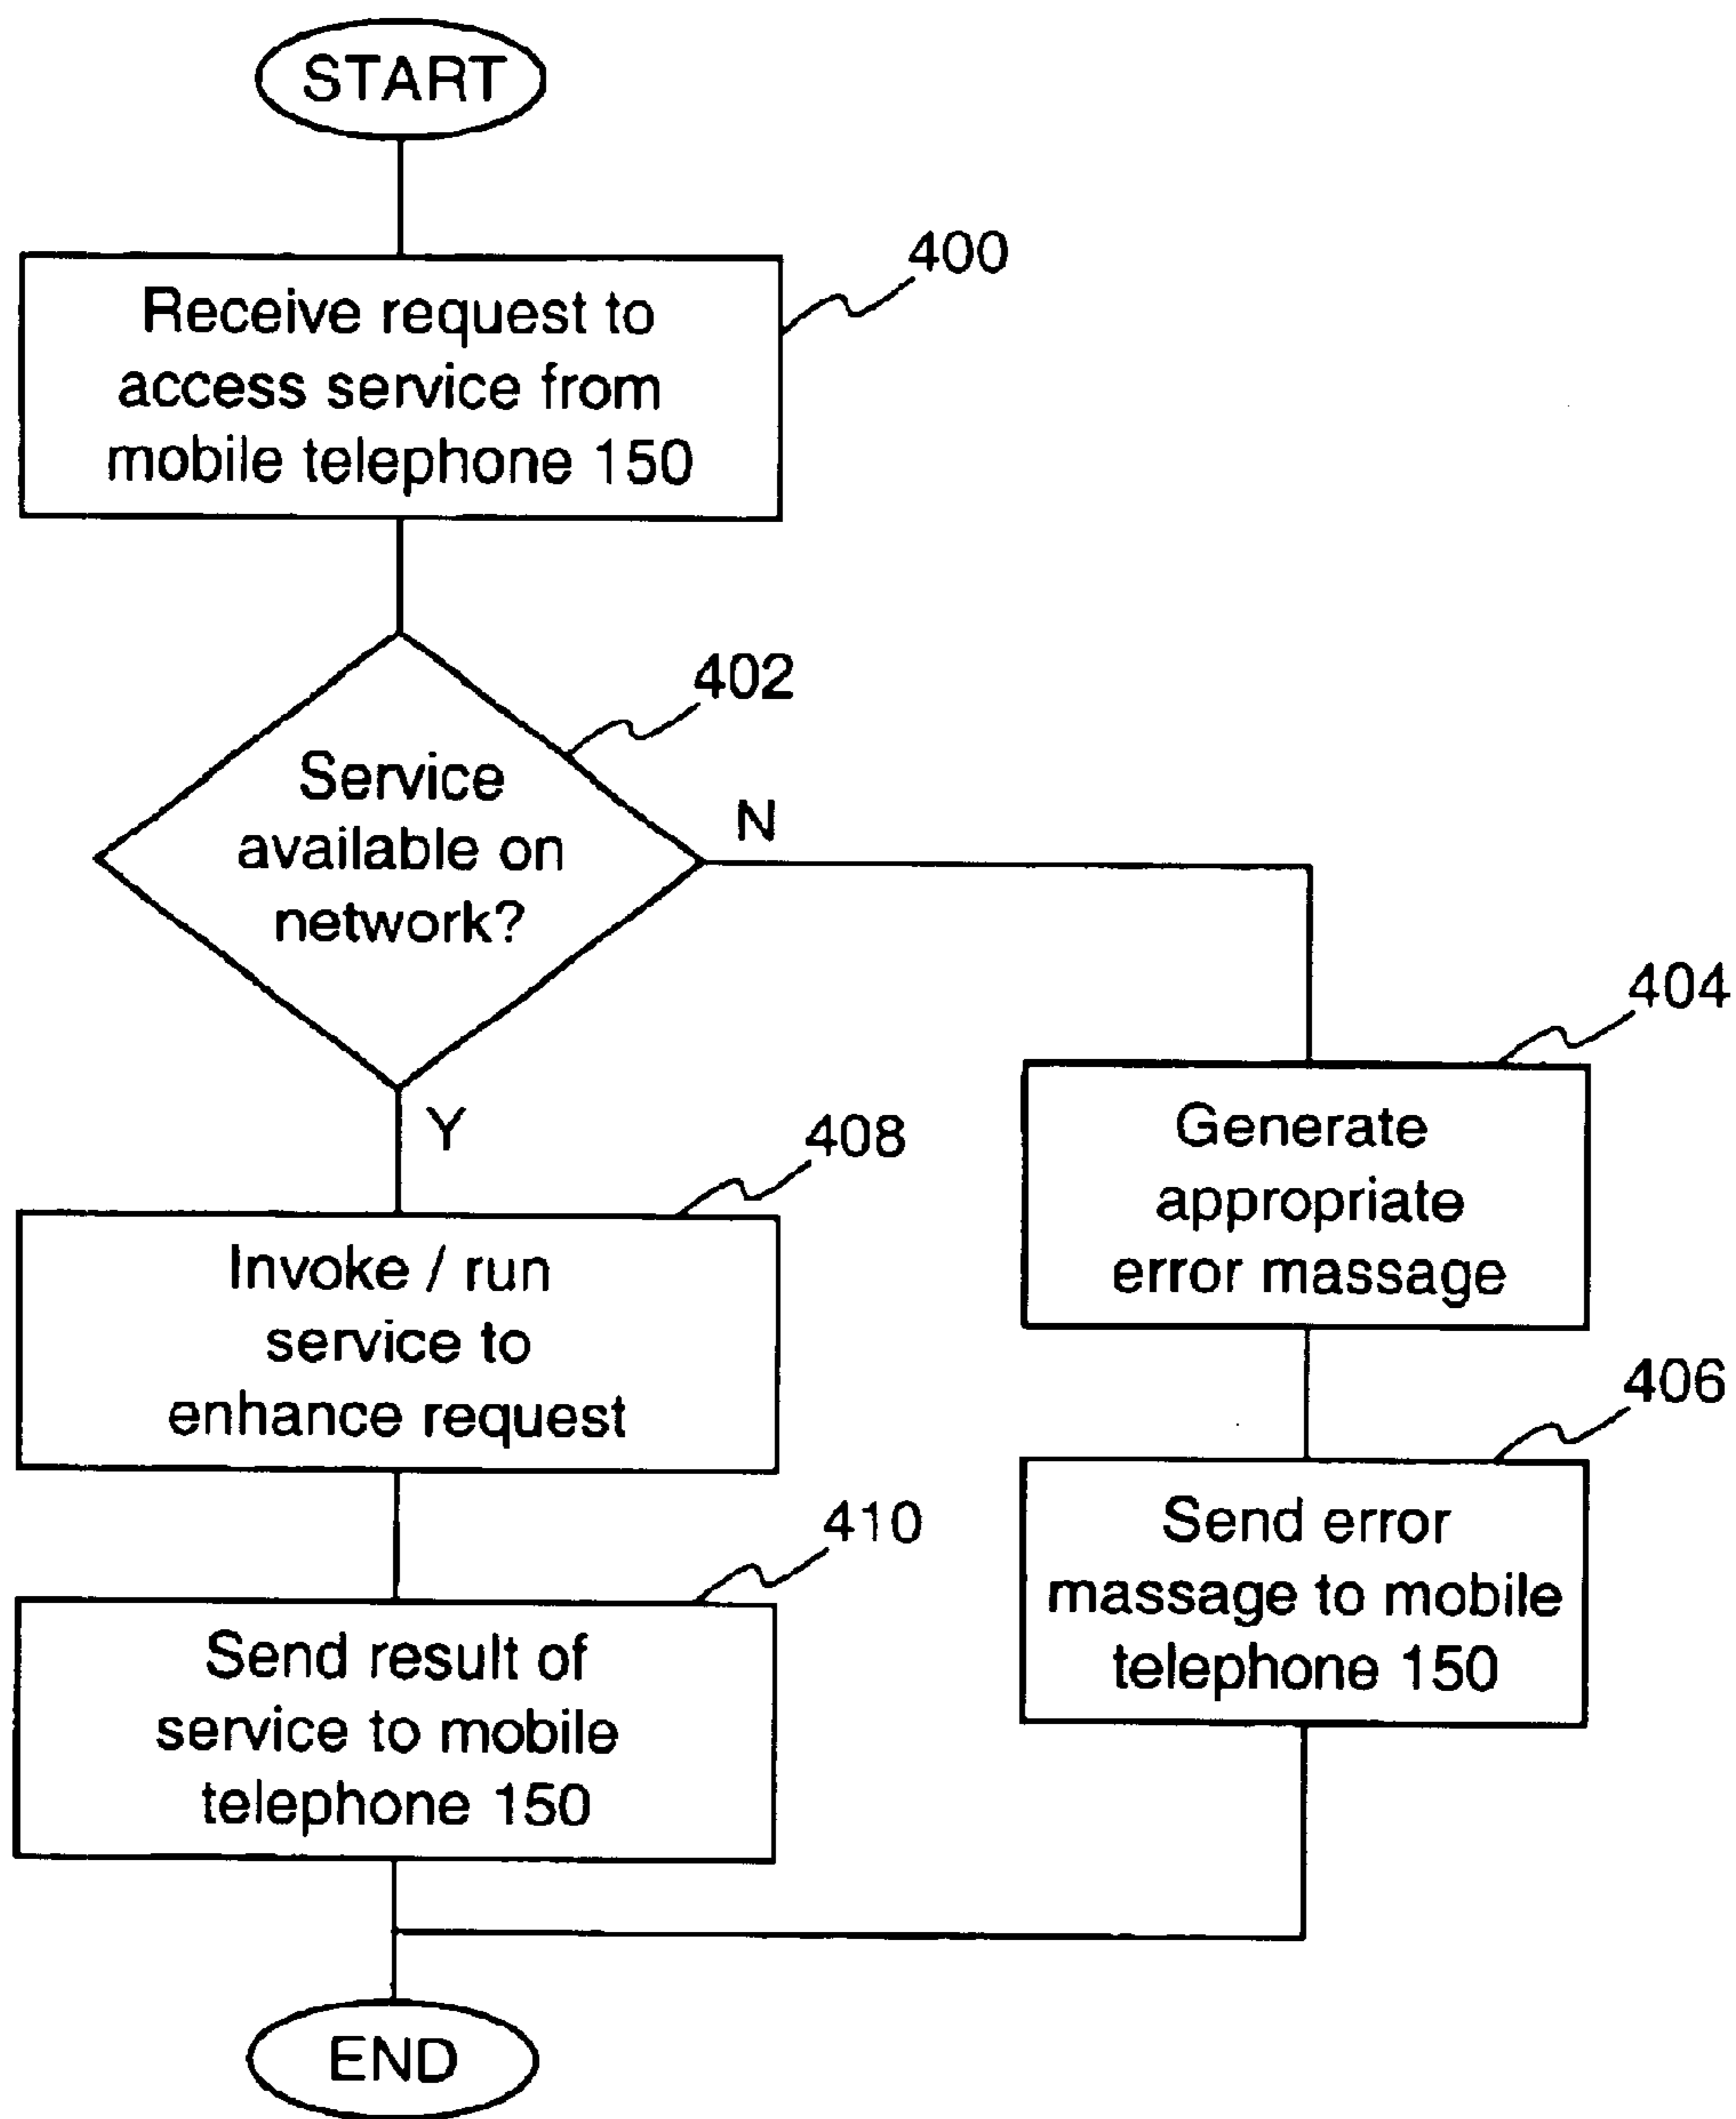 START
400
Receive request to
access service from
mobile telephone 150
402
Service
available on
network?
N
Y
404
Generate
appropriate
error massage
408
Invoke / run
service to
enhance request
406
Send error
massage to mobile
telephone 150
410
Send result of
service to mobile
telephone 150
END